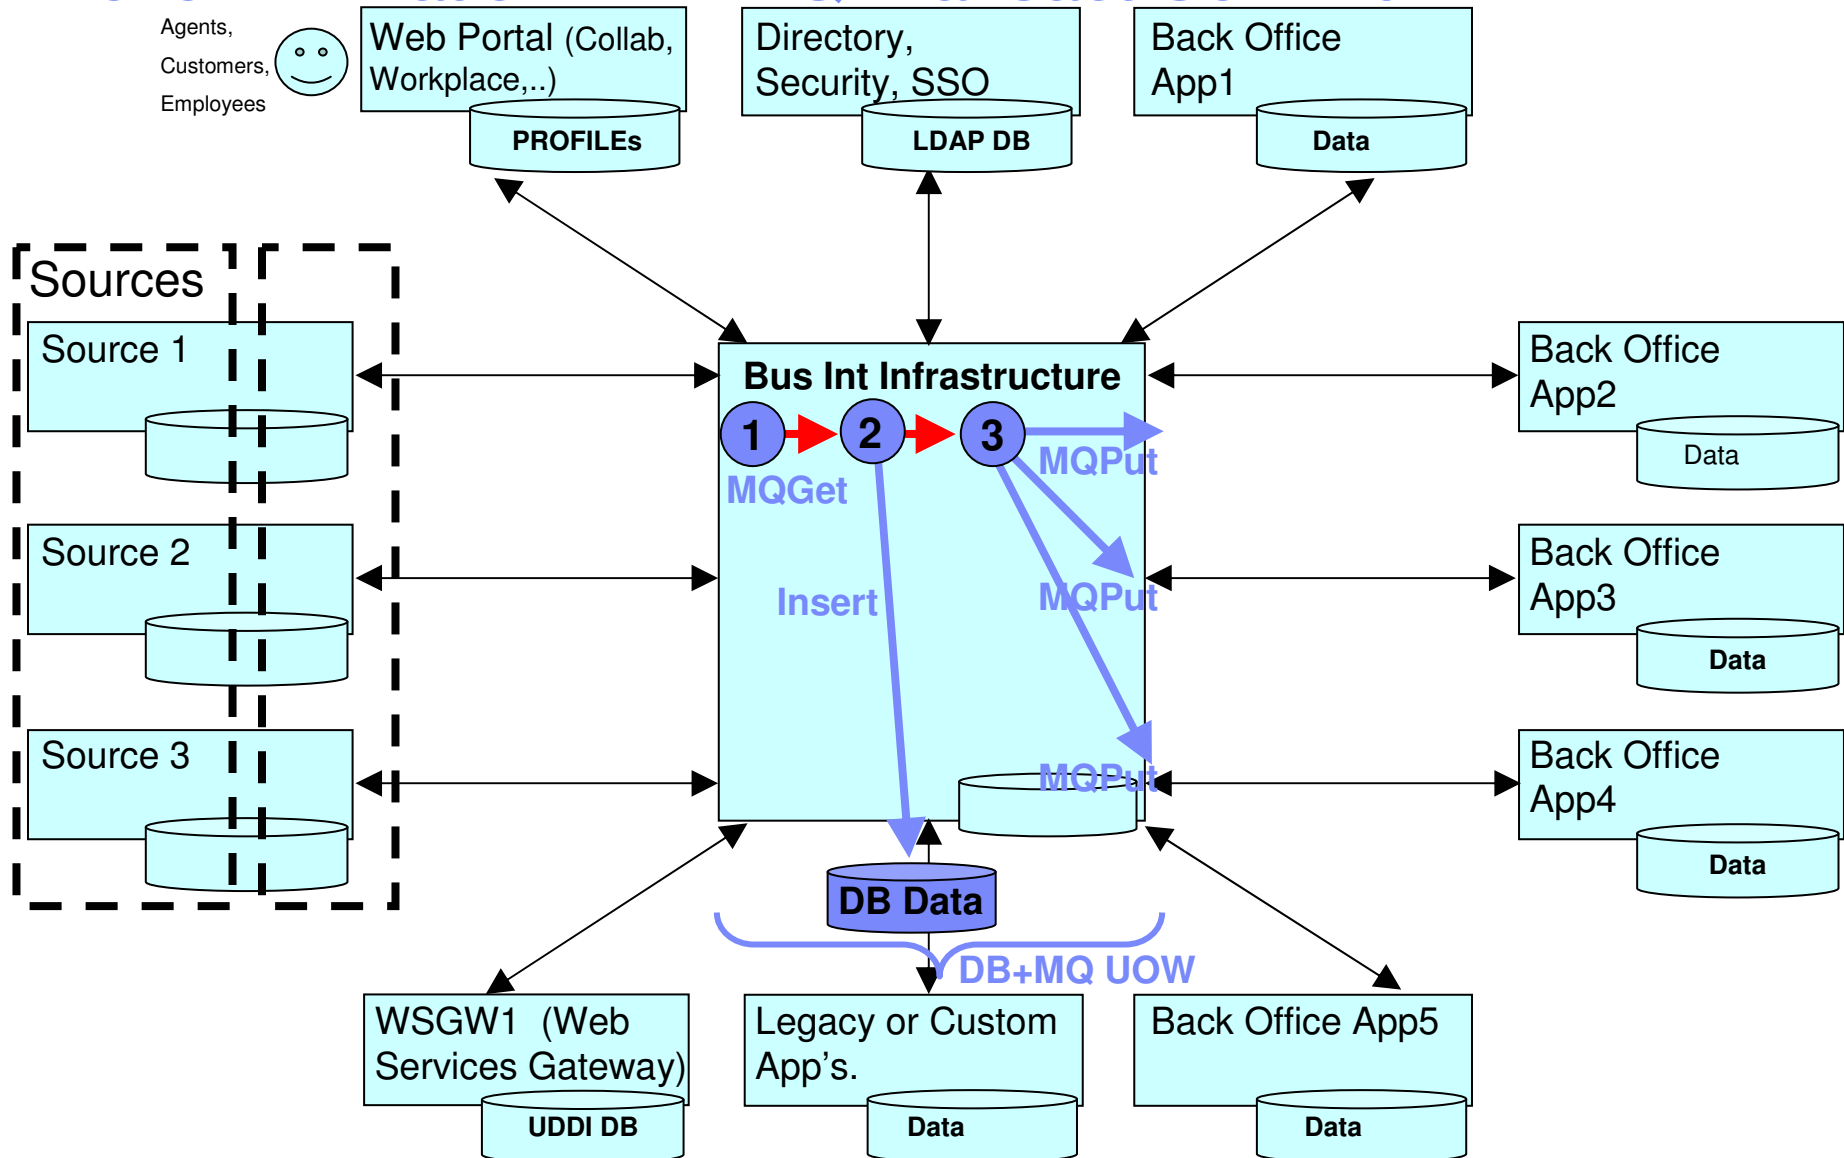 Agents,
Customers,
Employees
Web Portal (Collab,
Workplace,..)
PROFILEs
Directory,
Security, SSO
LDAP DB
Back Office
App1
Data
Sources
Source 1
Source 2
Source 3
Bus Int Infrastructure
1
2
3
MQGet
MQPut
Insert
MQPut
MQPut
Back Office
App2
Data
Back Office
App3
Data
Back Office
App4
Data
DB Data
DB+MQ UOW
WSGW1 (Web
Services Gateway)
UDDI DB
Legacy or Custom
App's.
Data
Back Office App5
Data